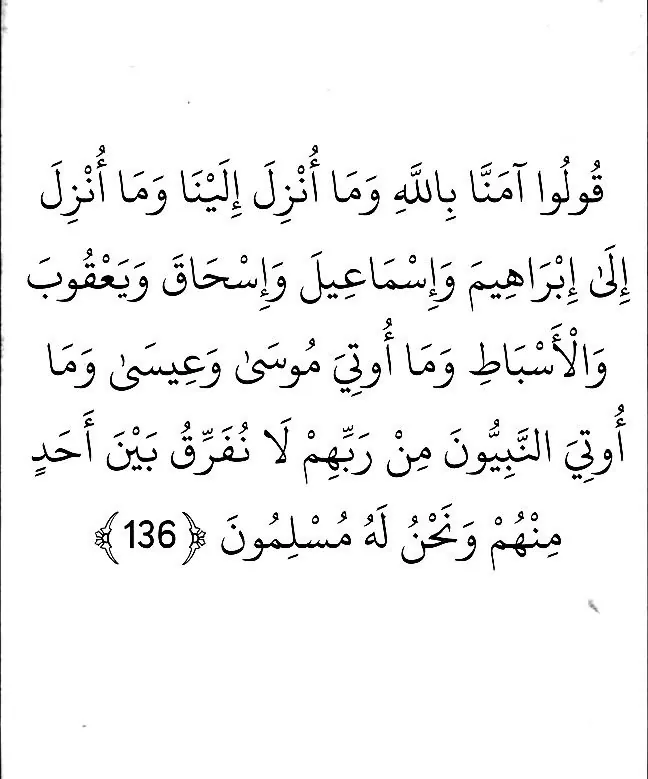 قُولُوا آمَنَّا بِاللَّهِ وَمَا أُنْزِلَ إِلَيْنَا وَمَا أُنْزِلَ
إِلَىٰ إِبْرَاهِيمَ وَإِسْمَاعِيلَ وَإِسْحَاقَ وَيَعْقُوبَ
وَالْأَسْبَاطِ وَمَا أُوتِيَ مُوسَىٰ وَعِيسَىٰ وَمَا
أُوتِيَ النَّبِيُّونَ مِنْ رَبِّهِمْ لَا نُفَرِّقُ بَيْنَ أَحَدٍ
مِنْهُمْ وَنَحْنُ لَهُ مُسْلِمُونَ ﴿136﴾